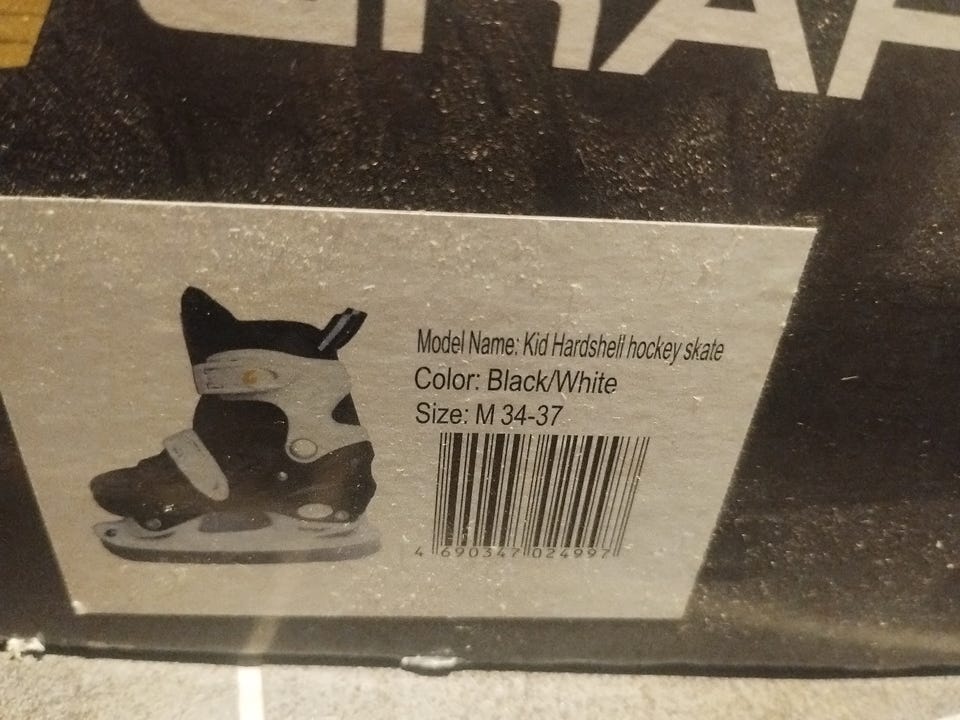 Model Name: Kid Hardshell hockey skate
Color: Black/White
Size: M 34-37
4 690347 024997